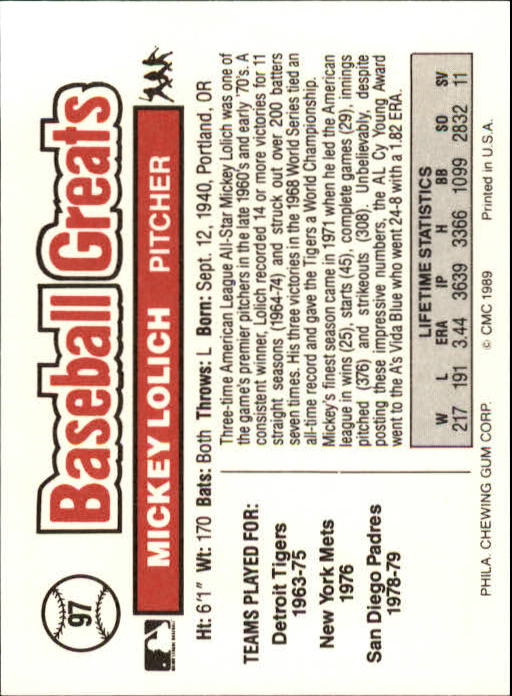 97
Baseball Greats
MICKEY LOLICH PITCHER
Ht: 6'1" Wt: 170 Bats: Both Throws: L Born: Sept. 12, 1940, Portland, OR
TEAMS PLAYED FOR:
Detroit Tigers
1963-75
New York Mets
1976
San Diego Padres
1978-79
Three-time American League All-Star Mickey Lolich was one of
the game's premier pitchers in the late 1960's and early 70's. A
consistent winner, Lolich recorded 14 or more victories for 11
straight seasons (1964-74) and struck out over 200 batters
seven times. His three victories in the 1968 World Series tied an
all-time record and gave the Tigers a World Championship.
Mickey's finest season came in 1971 when he led the American
league in wins (25), starts (45), complete games (29), innings
pitched (376) and strikeouts (308). Unbelievably, despite
posting these impressive numbers, the AL Cy Young Award
went to the A's Vida Blue who went 24-8 with a 1.82 ERA.
LIFETIME STATISTICS
W L ERA IP H BB SO SV
217 191 3.44 3639 3366 1099 2832 11
PHILA. CHEWING GUM CORP. © CMC 1989 Printed in U.S.A.